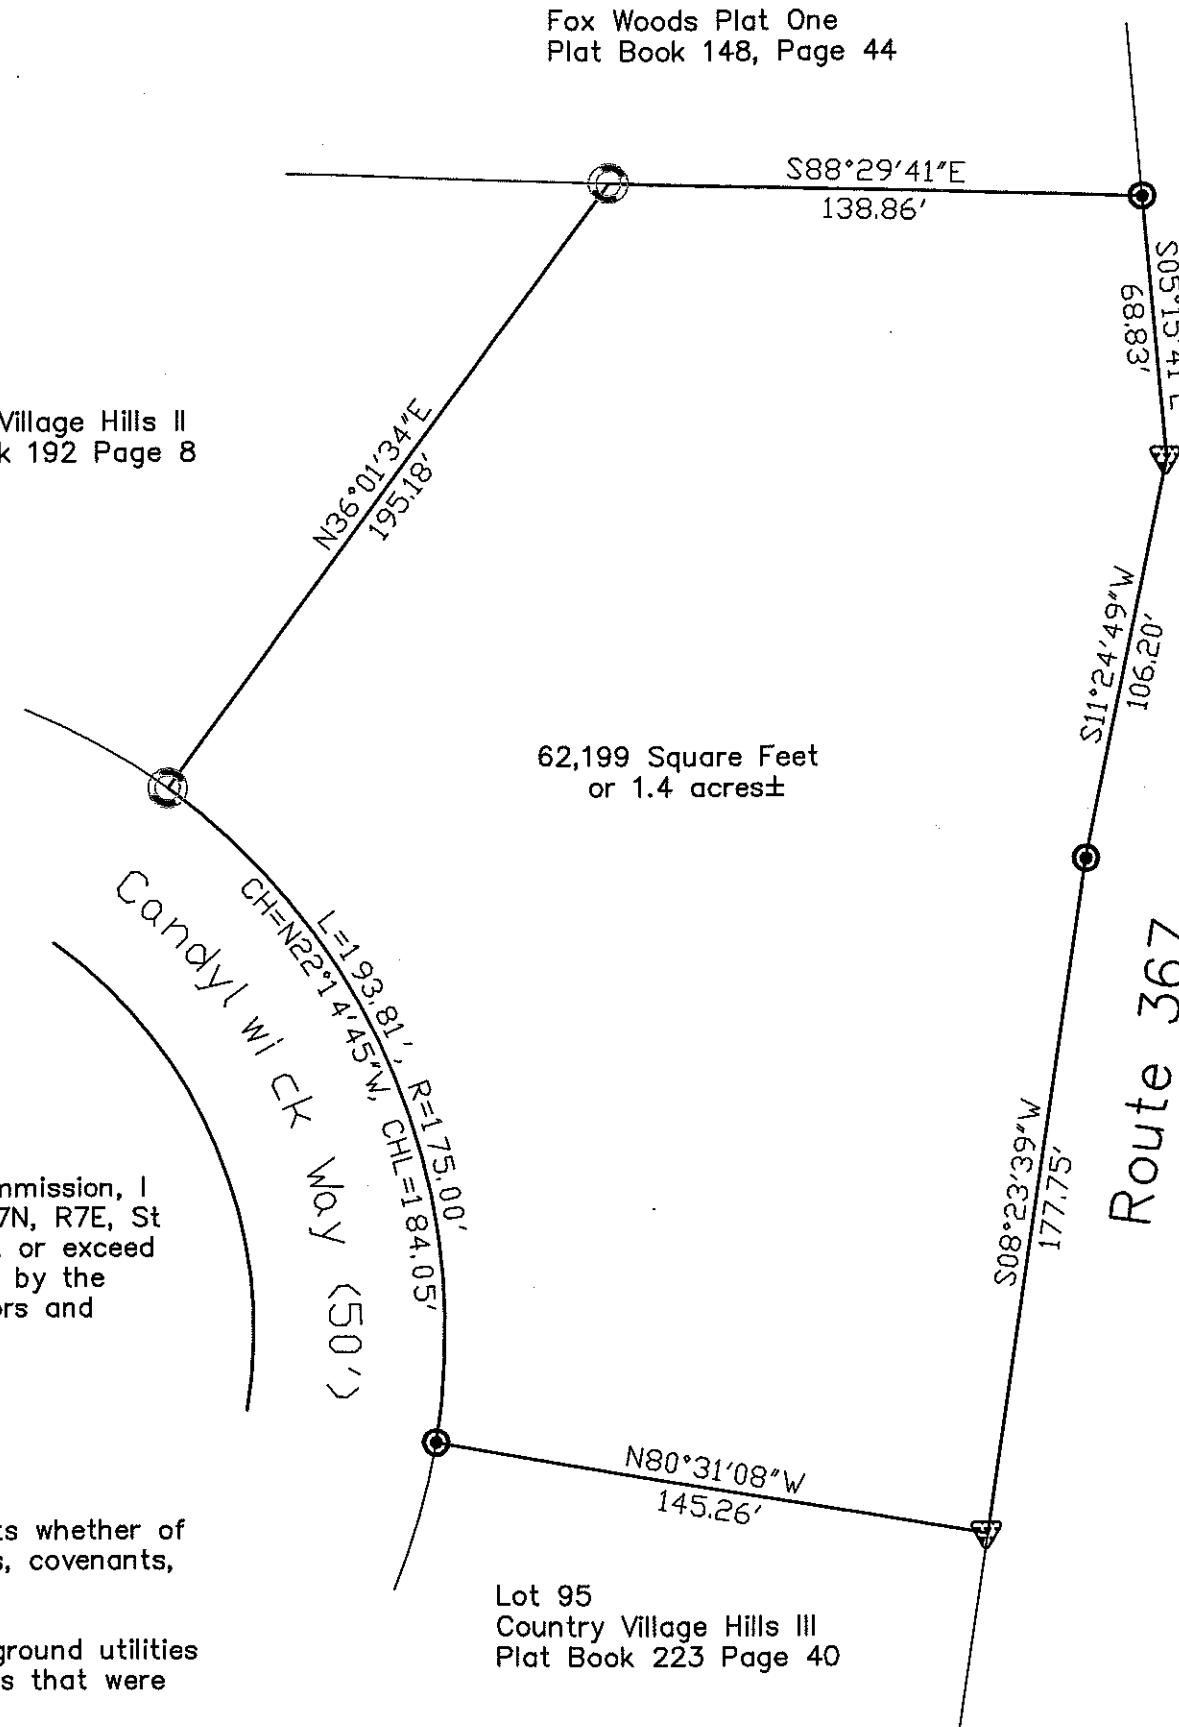 Fox Woods Plat One
Plat Book 148, Page 44
S88°29'41"E
138.86'
S05°15'41"E
68.83'
Village Hills II
k 192 Page 8
N36°01'34"E
195.18'
S11°24'49"W
106.20'
62,199 Square Feet
or 1.4 acres±
L=193.81', R=175.00'
CH=N22°14'45"W, CHL=184.05'
Candylwick Way (50')
Route 367
S08°23'39"W
177.75'
mmission, I
7N, R7E, St
or exceed
by the
ors and
N80°31'08"W
145.26'
ts whether of
s, covenants,
Lot 95
Country Village Hills III
Plat Book 223 Page 40
ground utilities
s that were